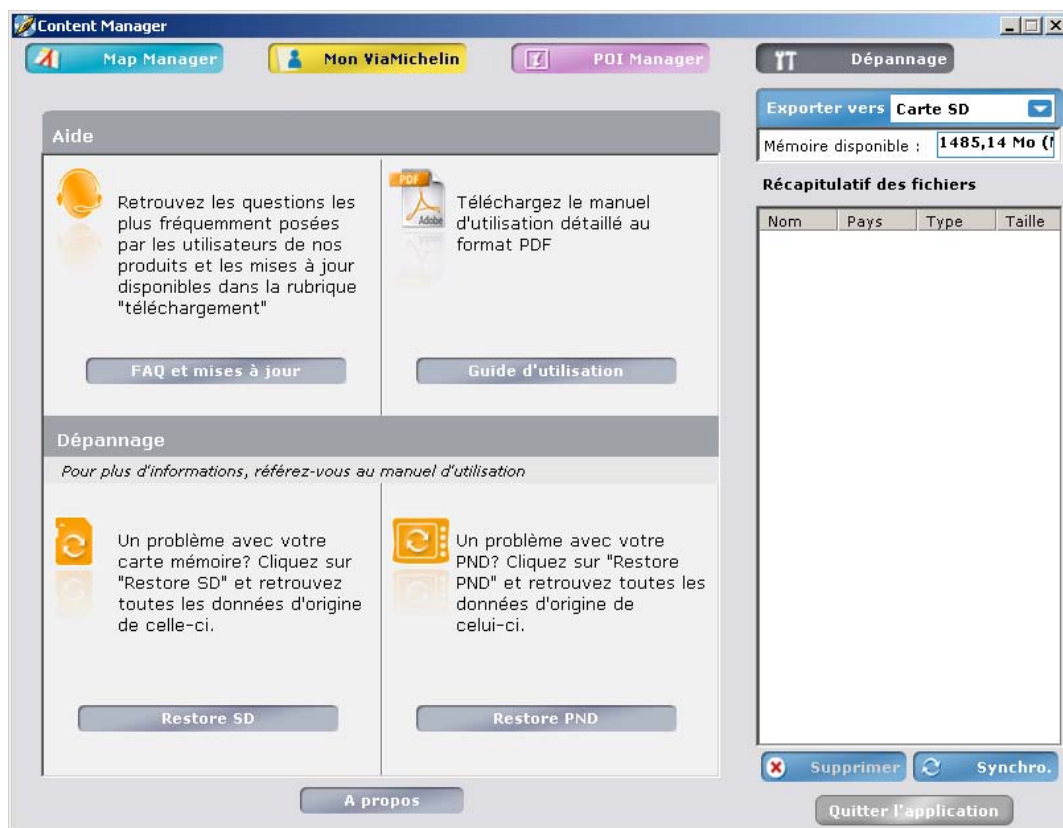 Content Manager
Map Manager
Mon ViaMichelin
POI Manager
Dépannage
Exporter vers Carte SD
Mémoire disponible : 1485,14 Mo (
Récapitulatif des fichiers
Nom Pays Type Taille
Aide
Retrouvez les questions les
plus fréquemment posées
par les utilisateurs de nos
produits et les mises à jour
disponibles dans la rubrique
"téléchargement"
FAQ et mises à jour
PDF
Adobe
Téléchargez le manuel
d'utilisation détaillé au
format PDF
Guide d'utilisation
Dépannage
Pour plus d'informations, référez-vous au manuel d'utilisation
Un problème avec votre
carte mémoire? Cliquez sur
"Restore SD" et retrouvez
toutes les données d'origine
de celle-ci.
Restore SD
Un problème avec votre
PND? Cliquez sur "Restore
PND" et retrouvez toutes les
données d'origine de
celui-ci.
Restore PND
A propos
Supprimer
Synchro.
Quitter l'application